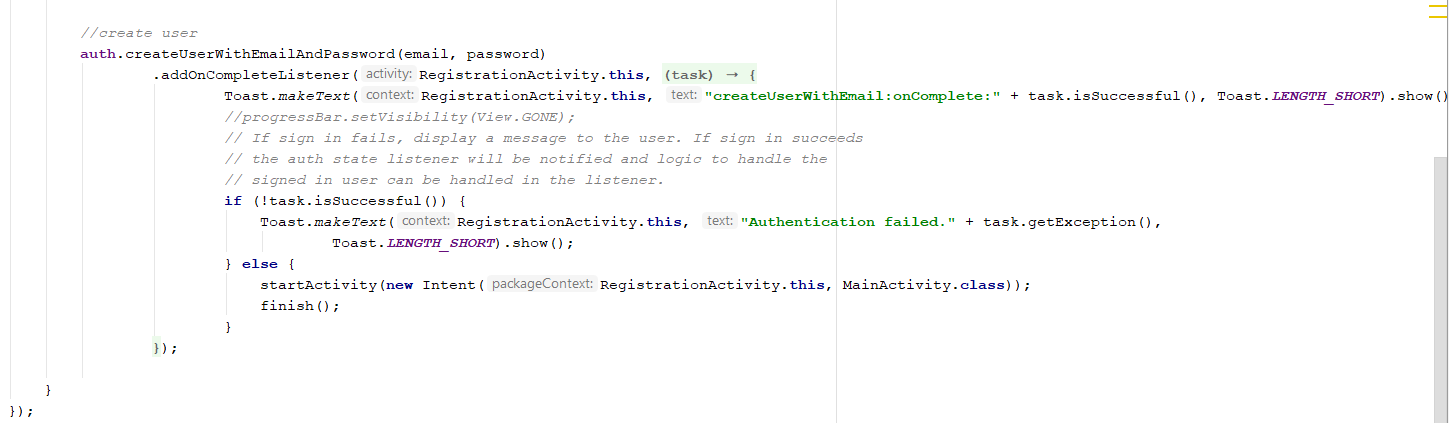 //create user
auth.createUserWithEmailAndPassword(email, password)
.addOnCompleteListener( activity: RegistrationActivity.this, (task) → {
Toast.makeText( context: RegistrationActivity.this, text: "createUserWithEmail:onComplete:" + task.isSuccessful(), Toast.LENGTH_SHORT).show()
//progressBar.setVisibility(View.GONE);
// If sign in fails, display a message to the user. If sign in succeeds
// the auth state listener will be notified and logic to handle the
// signed in user can be handled in the listener.
if (!task.isSuccessful()) {
Toast.makeText( context: RegistrationActivity.this, text: "Authentication failed." + task.getException(),
Toast.LENGTH_SHORT).show();
} else {
startActivity(new Intent( packageContext: RegistrationActivity.this, MainActivity.class));
finish();
}
});
}
});